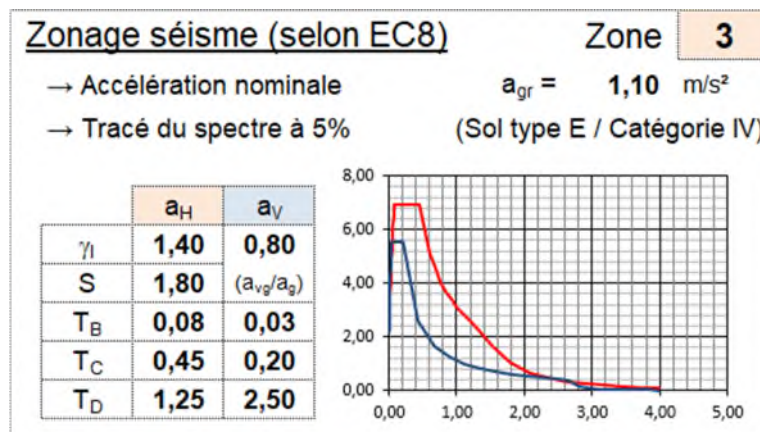 Zonage séisme (selon EC8) Zone 3
→ Accélération nominale agr = 1,10 m/s²
→ Tracé du spectre à 5% (Sol type E / Catégorie IV)
aH aV
γI 1,40 0,80
S 1,80 (avg/ag)
TB 0,08 0,03
TC 0,45 0,20
TD 1,25 2,50
8,00
6,00
4,00
2,00
0,00
0,00 1,00 2,00 3,00 4,00 5,00